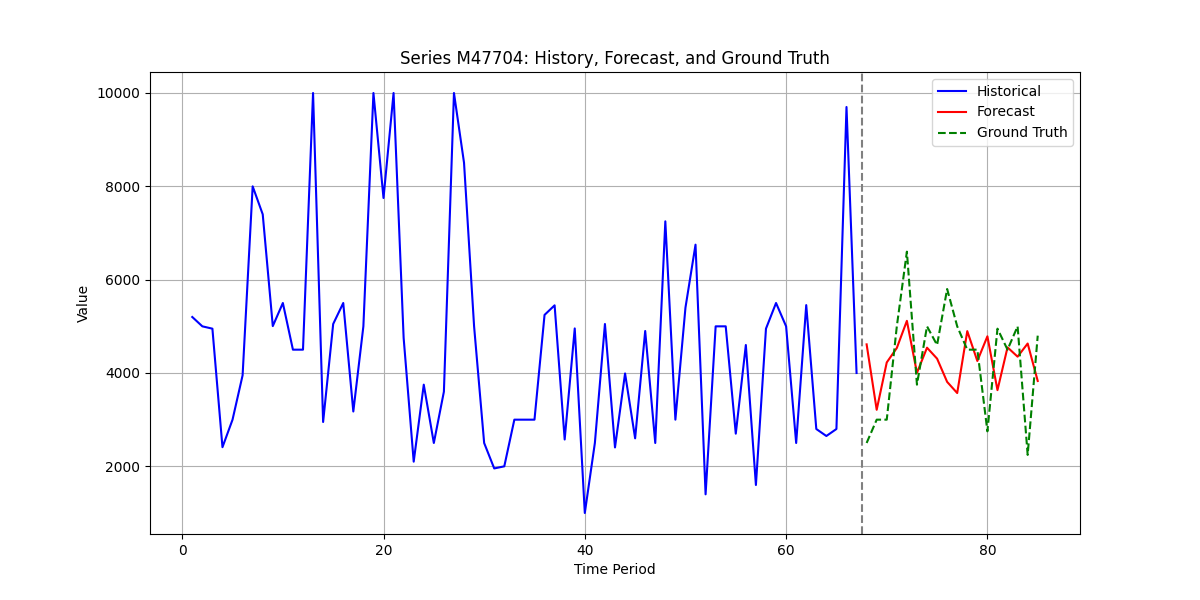 Series M47704: History, Forecast, and Ground Truth
Historical
Forecast
Ground Truth
10000
8000
6000
4000
2000
Value
0 20 40 60 80
Time Period